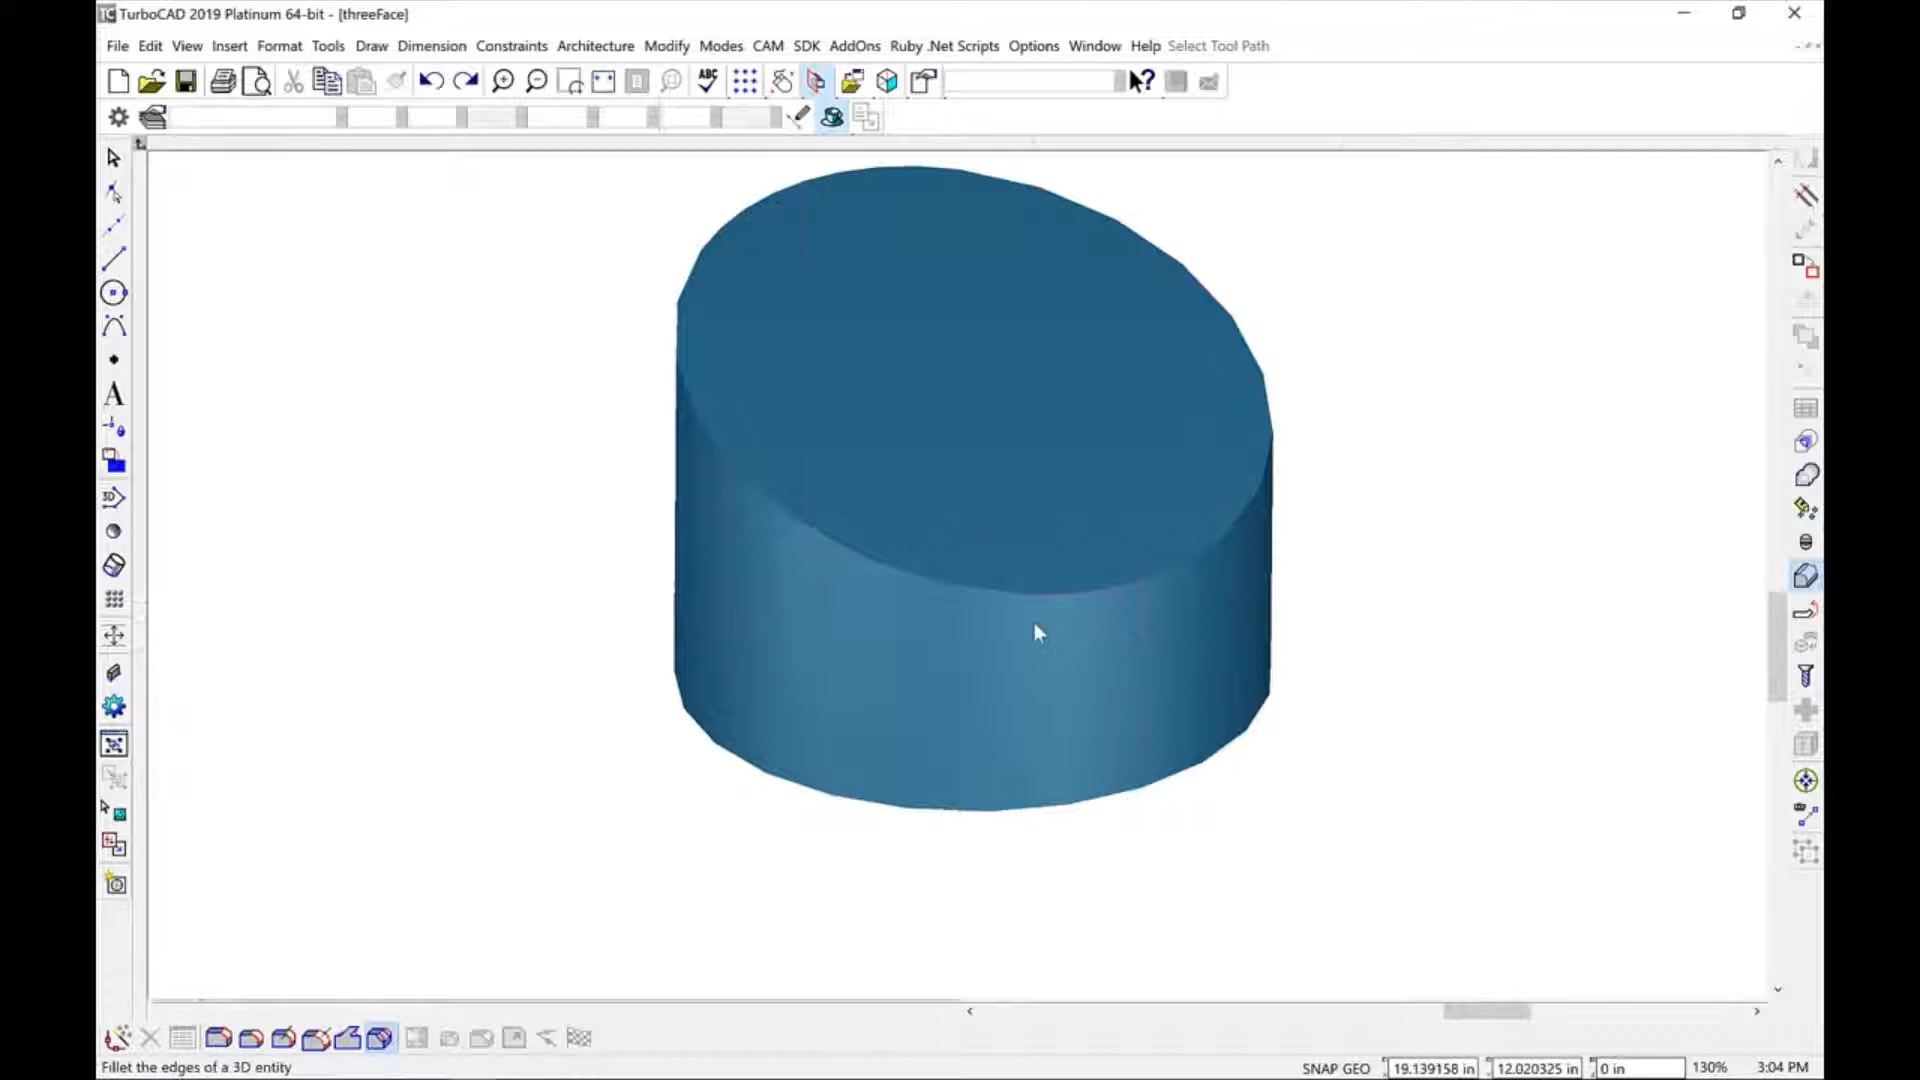 TurboCAD 2019 Platinum 64-bit - [threeFace]
File Edit View Insert Format Tools Draw Dimension Constraints Architecture Modify Modes CAM SDK AddOns Ruby .Net Scripts Options Window Help Select Tool Path
ABC
A
3D
Fillet the edges of a 3D entity
SNAP GEO 19.139158 in 12.020325 in 0 in 130% 3:04 PM